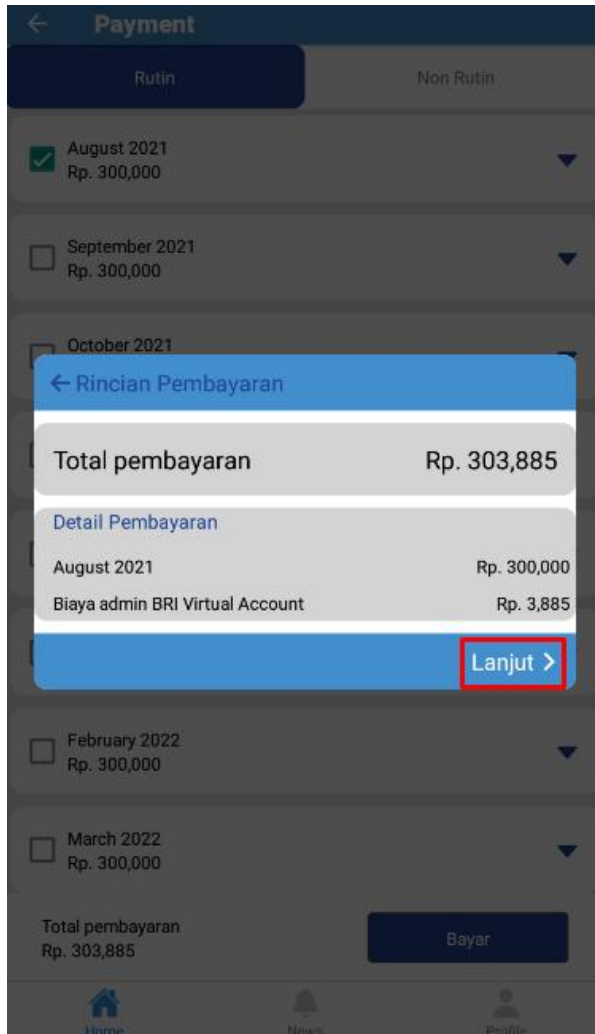 Payment
Rutin
Non Rutin
August 2021
Rp. 300,000
September 2021
Rp. 300,000
October 2021
← Rincian Pembayaran
Total pembayaran
Rp. 303,885
Detail Pembayaran
August 2021
Rp. 300,000
Biaya admin BRI Virtual Account
Rp. 3,885
Lanjut >
February 2022
Rp. 300,000
March 2022
Rp. 300,000
Total pembayaran
Rp. 303,885
Bayar
Home
News
Profile